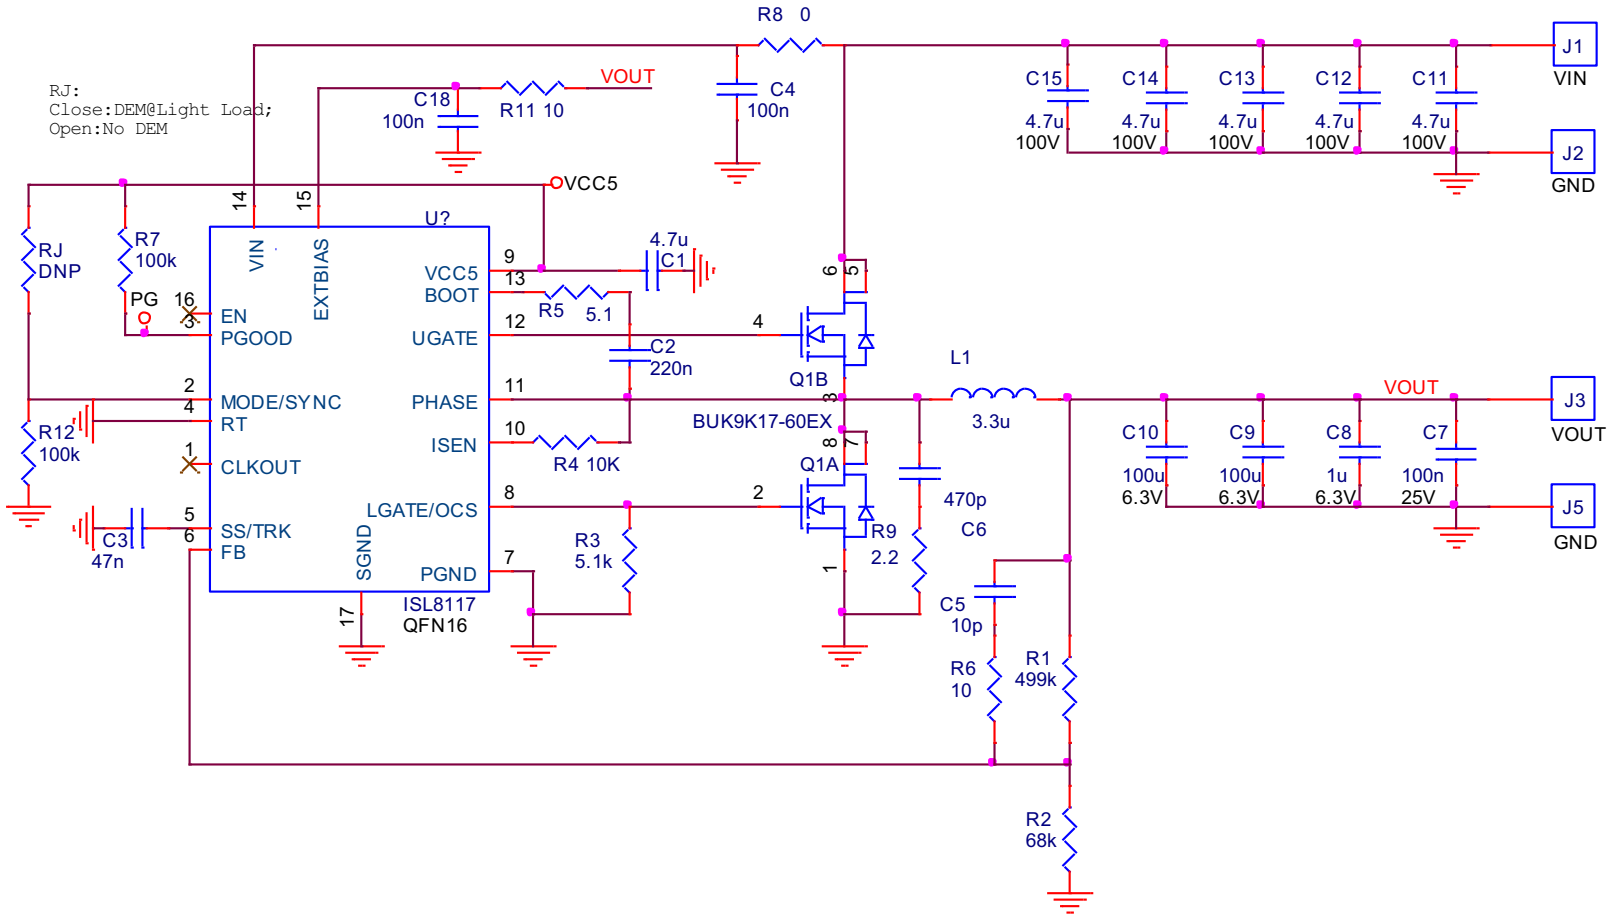 R8 0
J1
VIN
C15
C14
C13
C12
C11
4.7u
4.7u
4.7u
4.7u
4.7u
100V
100V
100V
100V
100V
J2
GND
RJ:
Close:DEM@Light Load;
Open:No DEM
C18
100n
R11 10
VOUT
C4
100n
VCC5
14
15
U?
RJ
DNP
R7
100k
PG
VIN
EXTBIAS
4.7u
C1
9
VCC5
13
BOOT
R5
5.1
16
EN
3
PGOOD
12
UGATE
C2
220n
4
6
5
Q1B
3
2
MODE/SYNC
4
RT
11
PHASE
L1
3.3u
VOUT
J3
VOUT
BUK9K17-60EX
R12
100k
1
CLKOUT
10
ISEN
R4 10K
8
7
Q1A
C10
C9
C8
C7
100u
100u
1u
100n
6.3V
6.3V
6.3V
25V
J5
GND
8
LGATE/OCS
2
470p
C6
C3
47n
5
SS/TRK
6
FB
R3
5.1k
R9
2.2
1
SGND
PGND
7
17
ISL8117
QFN16
C5
10p
R6
10
R1
499k
R2
68k